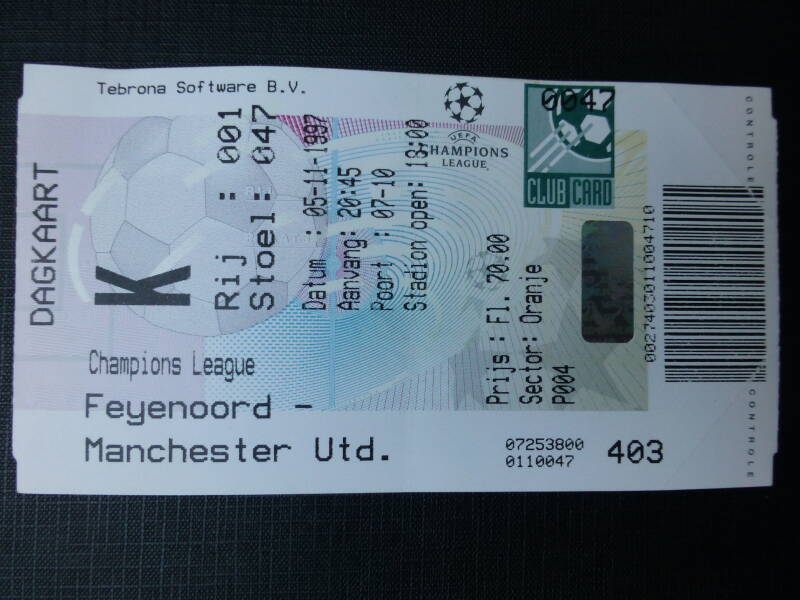 Tebrona Software B.V.
DAGKAART
K
Rij : 001
Stoel: 047
Datum : 05-11-1997
Aanvang: 20:45
Poort : 07-10
Stadion open: 18:00
UEFA
CHAMPIONS
LEAGUE
0047
CLUB CARD
Prijs : Fl. 70.00
Sector: Oranje
P004
0027403011004710
CONTROLE
CONTROLE
Champions League
Feyenoord -
Manchester Utd.
07253800
0110047
403